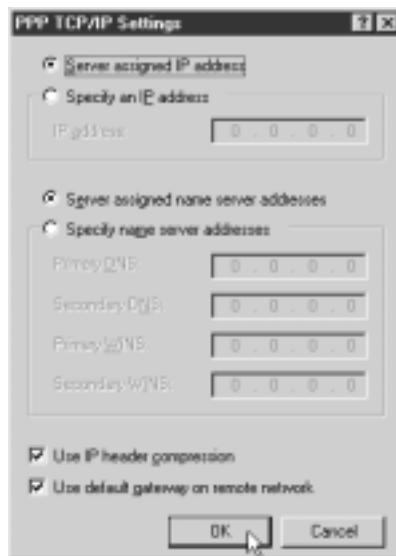 PPP TCP/IP Settings
Server assigned IP address
Specify an IP address
IP address: 0 . 0 . 0 . 0
Server assigned name server addresses
Specify name server addresses
Primary DNS: 0 . 0 . 0 . 0
Secondary DNS: 0 . 0 . 0 . 0
Primary WINS: 0 . 0 . 0 . 0
Secondary WINS: 0 . 0 . 0 . 0
Use IP header compression
Use default gateway on remote network
OK Cancel